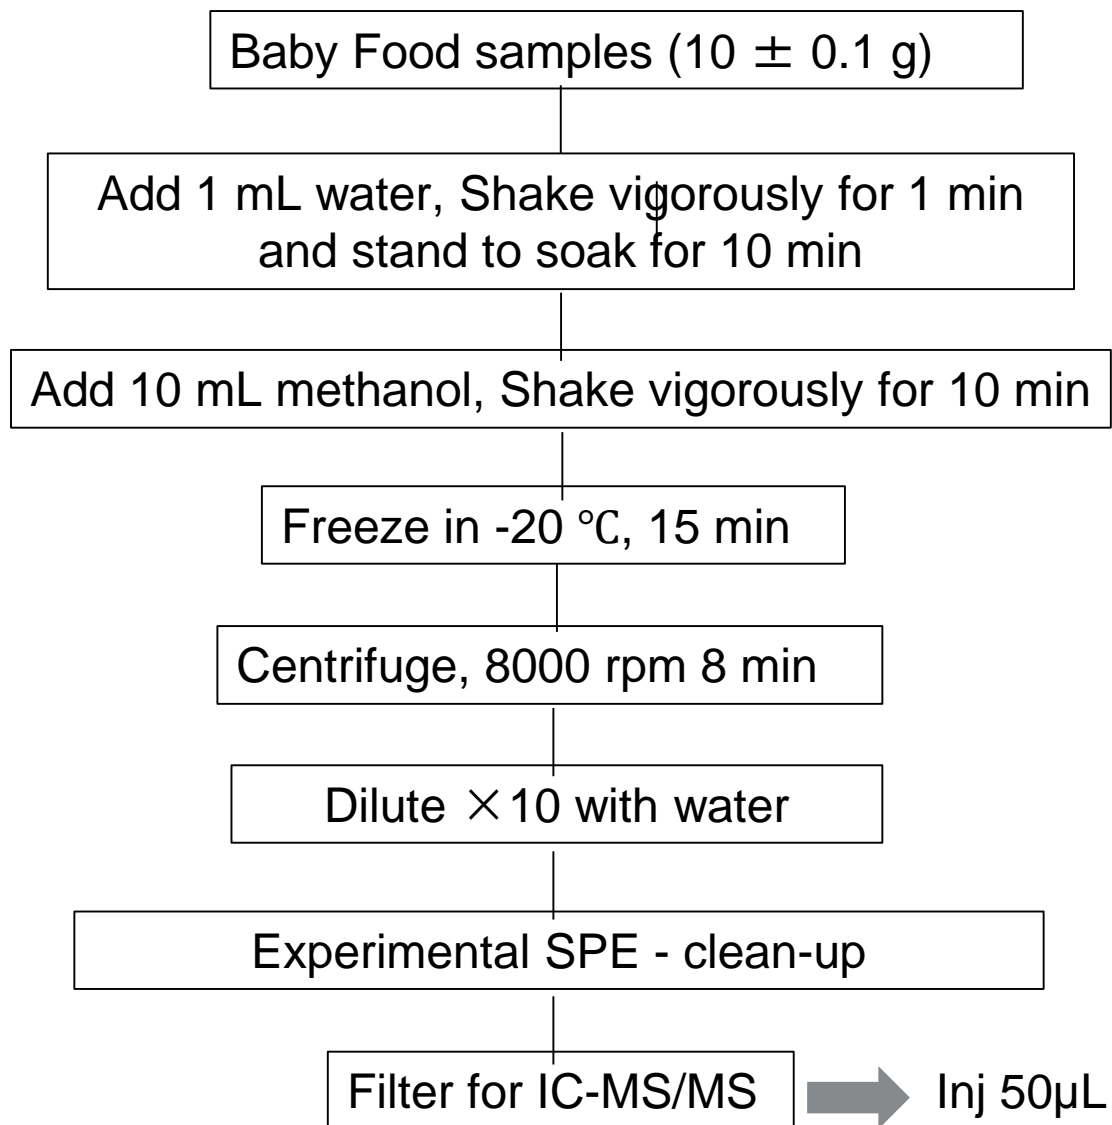 Baby Food samples (10 ± 0.1 g)
Add 1 mL water, Shake vigorously for 1 min
and stand to soak for 10 min
Add 10 mL methanol, Shake vigorously for 10 min
Freeze in -20 ℃, 15 min
Centrifuge, 8000 rpm 8 min
Dilute ×10 with water
Experimental SPE - clean-up
Filter for IC-MS/MS
Inj 50µL